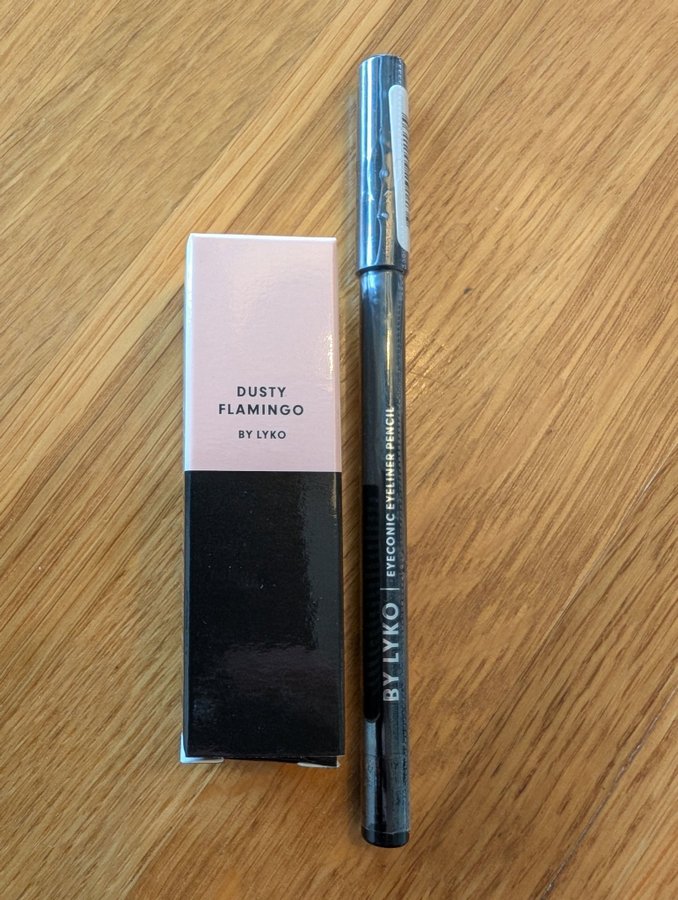 DUSTY
FLAMINGO
BY LYKO
BY LYKO | EYECONIC EYELINER PENCIL